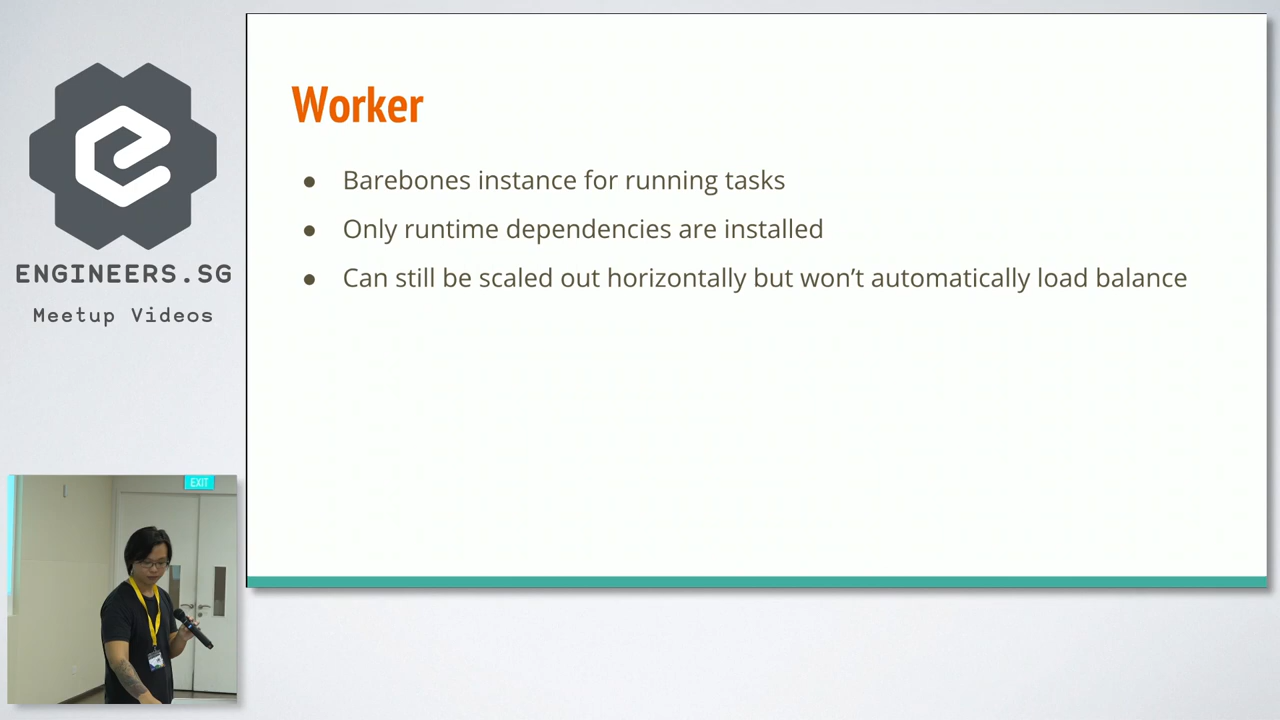 ENGINEERS.SG
Meetup Videos
Worker
● Barebones instance for running tasks
● Only runtime dependencies are installed
● Can still be scaled out horizontally but won’t automatically load balance
EXIT